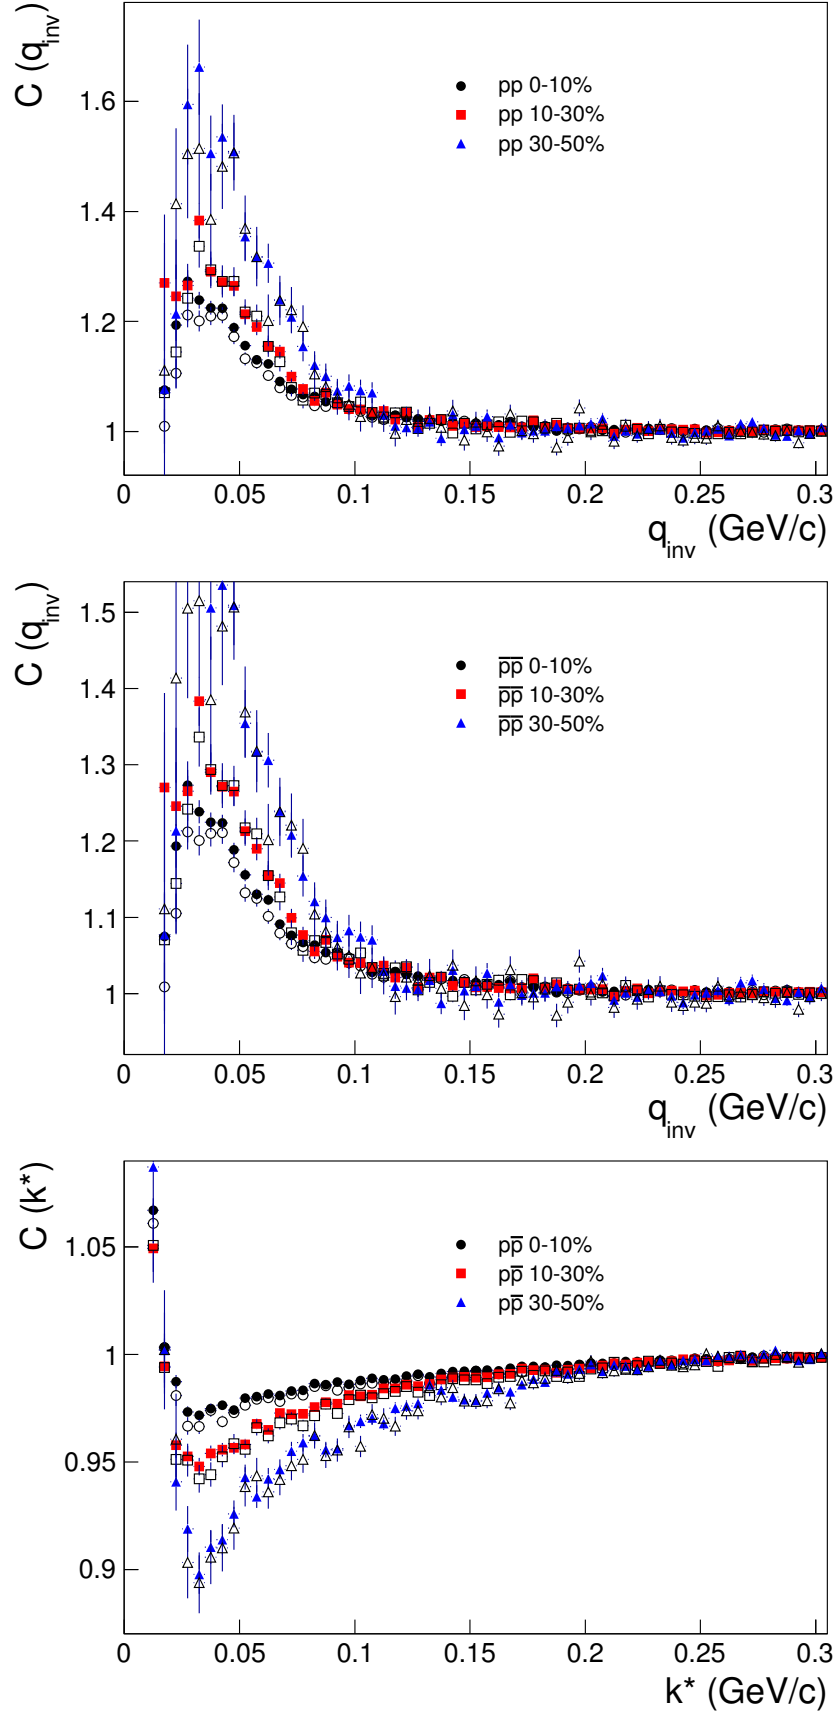 C (q_inv)
1.6
1.4
1.2
1
pp 0-10%
pp 10-30%
pp 30-50%
0 0.05 0.1 0.15 0.2 0.25 0.3
q_inv (GeV/c)
C (q_inv)
1.5
1.4
1.3
1.2
1.1
1
p̅p̅ 0-10%
p̅p̅ 10-30%
p̅p̅ 30-50%
0 0.05 0.1 0.15 0.2 0.25 0.3
q_inv (GeV/c)
C (k*)
1.05
1
0.95
0.9
pp̅ 0-10%
pp̅ 10-30%
pp̅ 30-50%
0 0.05 0.1 0.15 0.2 0.25 0.3
k* (GeV/c)